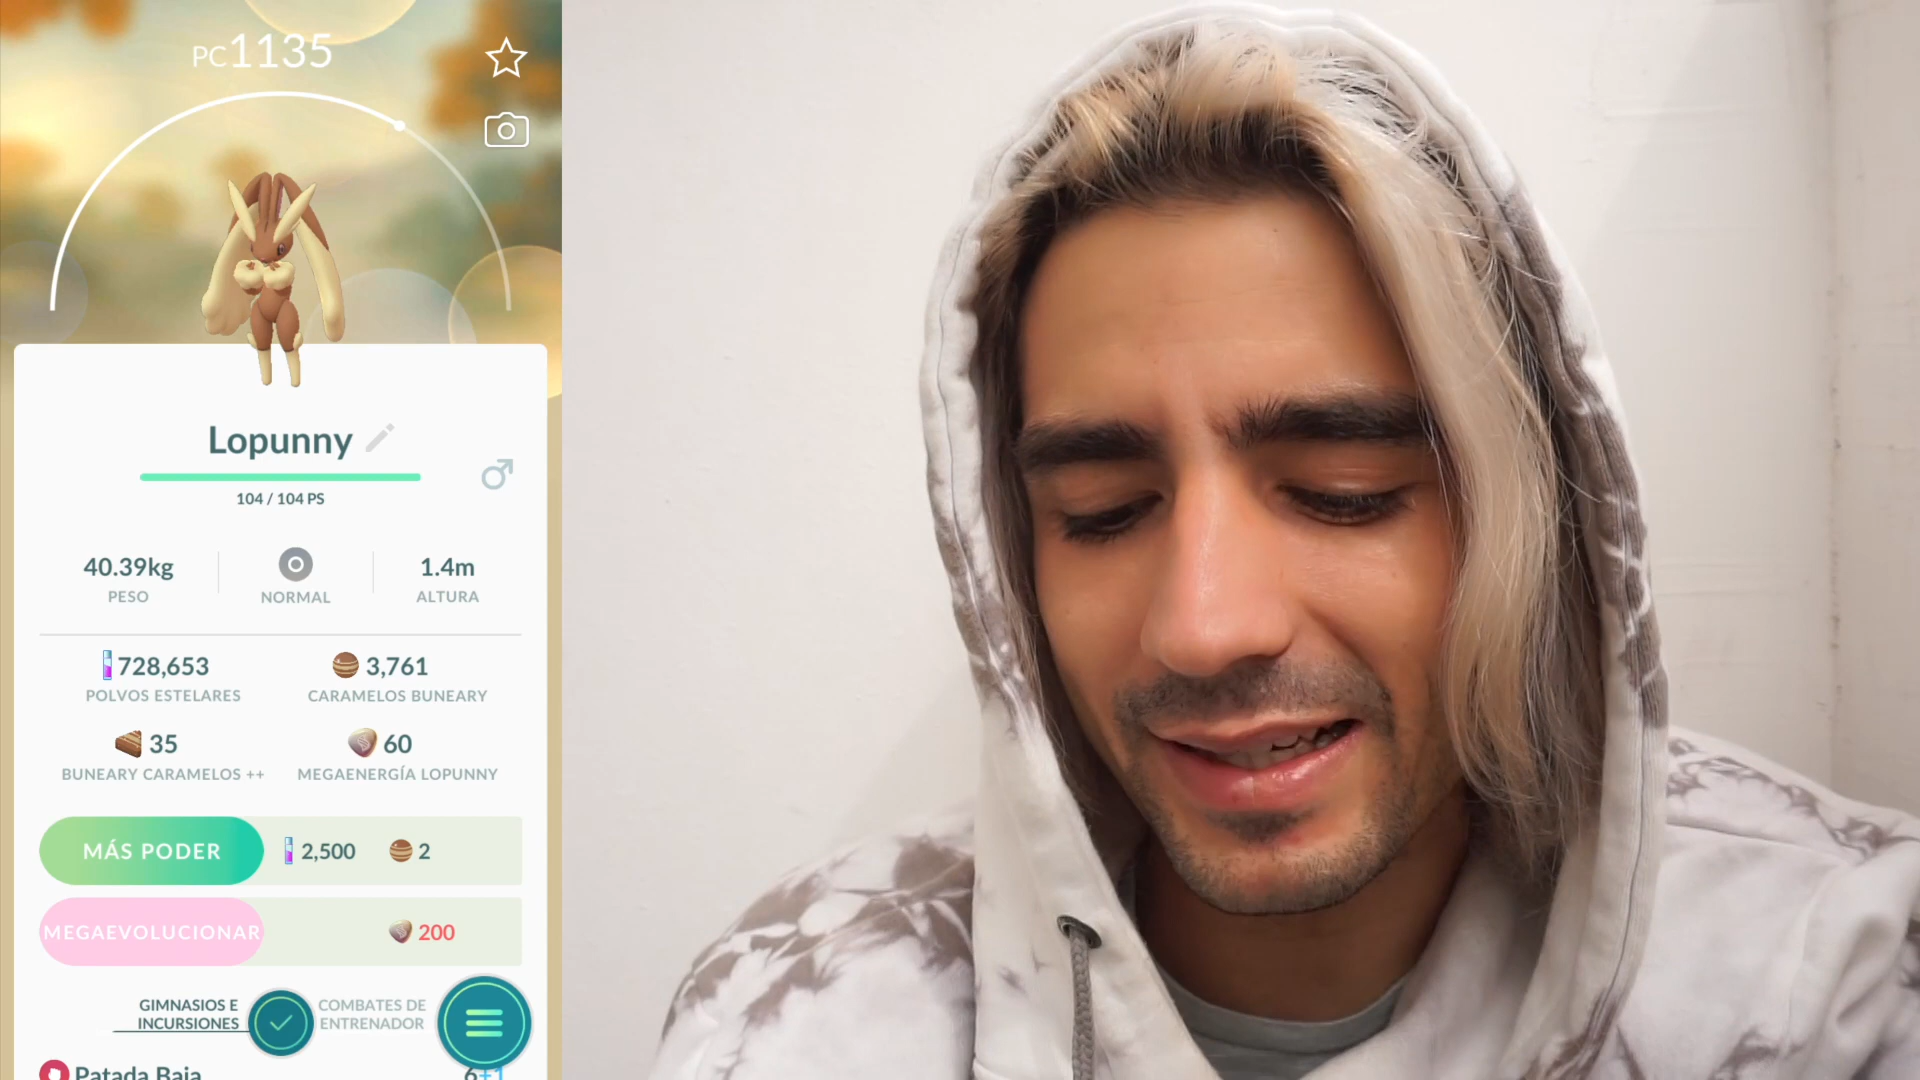 PC1135
Lopunny
104 / 104 PS
40.39kg
PESO
NORMAL
1.4m
ALTURA
728,653
POLVOS ESTELARES
3,761
CARAMELOS BUNEARY
35
BUNEARY CARAMELOS ++
60
MEGAENERGÍA LOPUNNY
MÁS PODER
2,500
2
MEGAEVOLUCIONAR
200
GIMNASIOS E
INCURSIONES
COMBATES DE
ENTRENADOR
Patada Baja
6+1